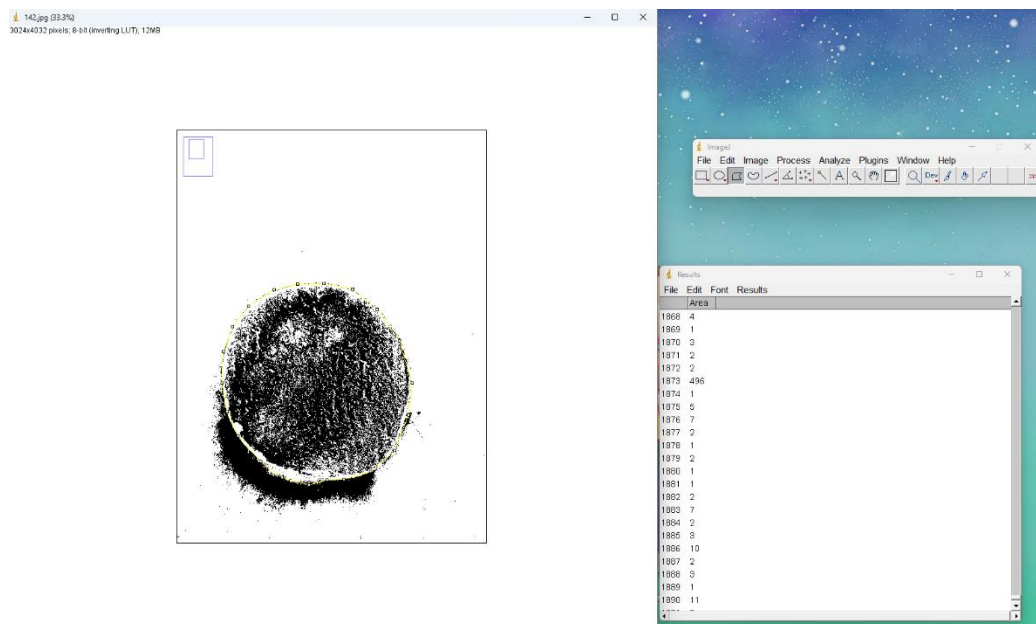 142.jpg (33.3%)
3024x4032 pixels; 8-bit (inverting LUT); 12MB
ImageJ
File Edit Image Process Analyze Plugins Window Help
A Dev
Results
File Edit Font Results
Area
1868 4
1869 1
1870 3
1871 2
1872 2
1873 496
1874 1
1875 5
1876 7
1877 2
1878 1
1879 2
1880 1
1881 1
1882 2
1883 7
1884 2
1885 3
1886 10
1887 2
1888 3
1889 1
1890 11